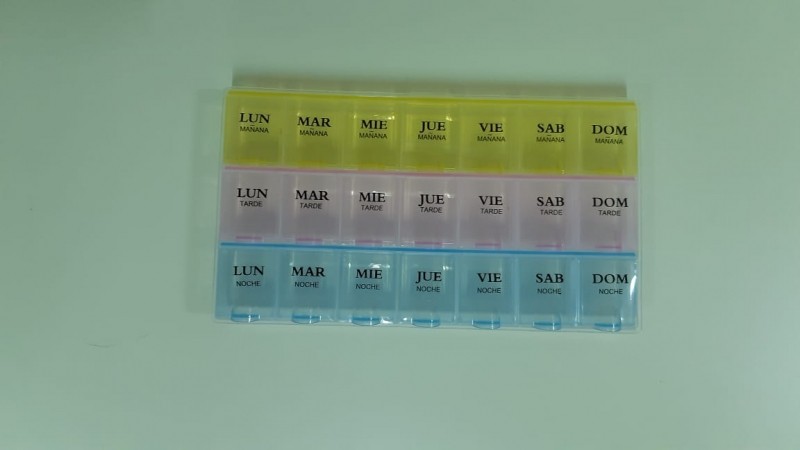 LUN MAR MIE JUE VIE SAB DOM
MAÑANA MAÑANA MAÑANA MAÑANA MAÑANA MAÑANA MAÑANA
LUN MAR MIE JUE VIE SAB DOM
TARDE TARDE TARDE TARDE TARDE TARDE TARDE
LUN MAR MIE JUE VIE SAB DOM
NOCHE NOCHE NOCHE NOCHE NOCHE NOCHE NOCHE